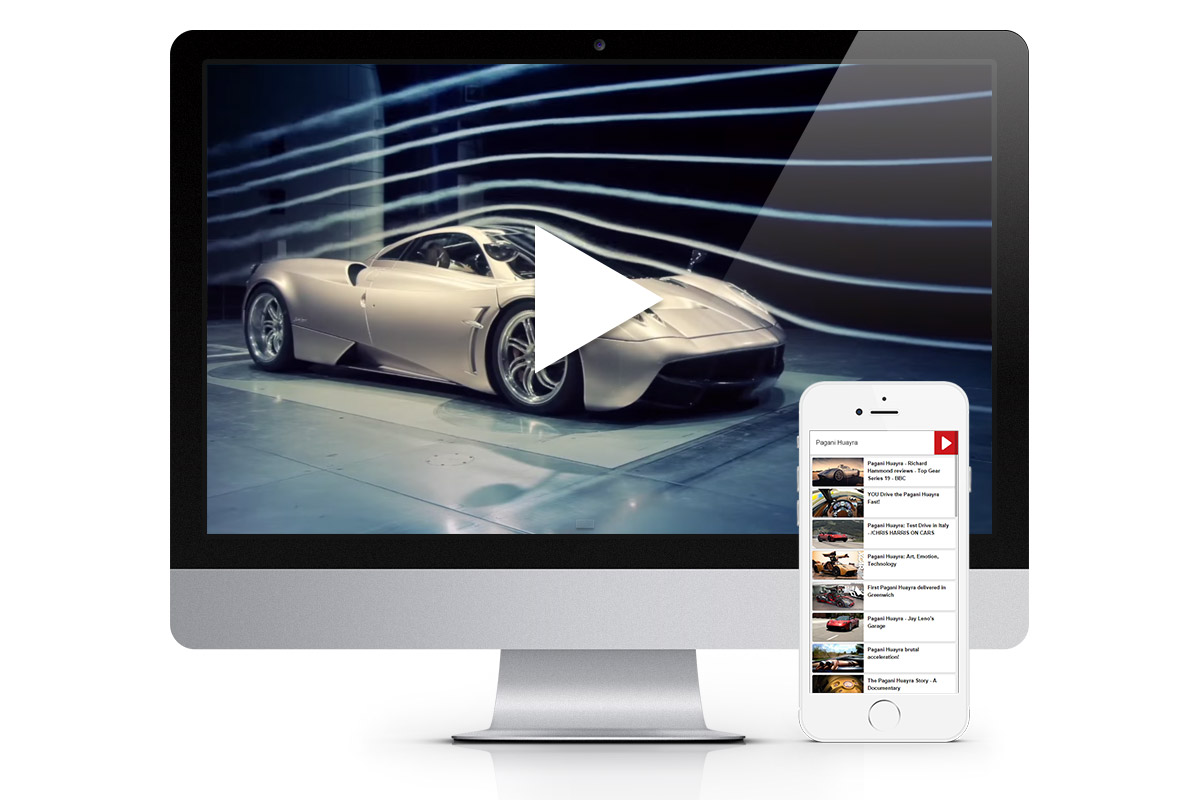 Pagani Huayra
Pagani Huayra - Richard
Hammond reviews - Top Gear
Series 19 - BBC
YOU Drive the Pagani Huayra
Fast!
Pagani Huayra: Test Drive in Italy
- /CHRIS HARRIS ON CARS
Pagani Huayra: Art, Emotion,
Technology
First Pagani Huayra delivered in
Greenwich
Pagani Huayra - Jay Leno's
Garage
Pagani Huayra brutal
acceleration!
The Pagani Huayra Story - A
Documentary